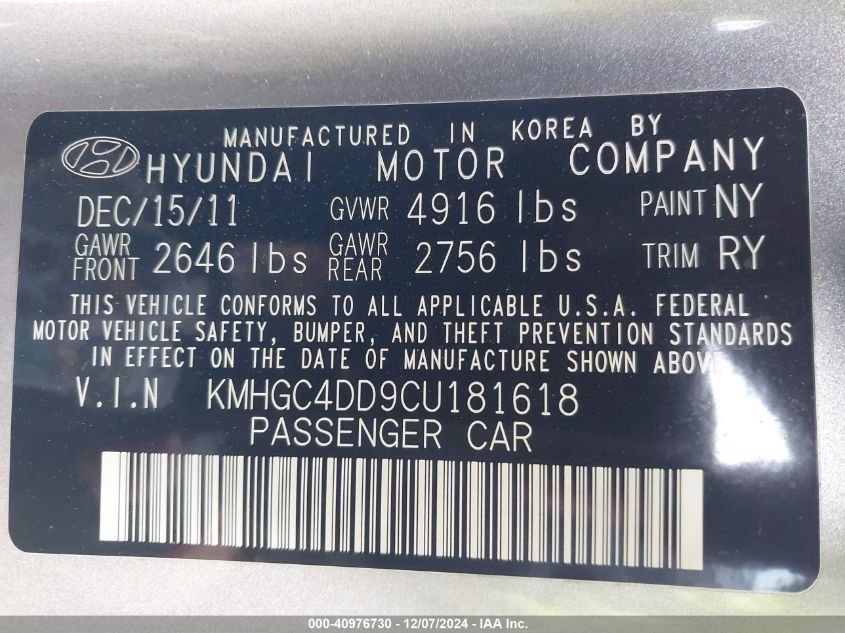 MANUFACTURED IN KOREA BY
HYUNDAI MOTOR COMPANY
DEC/15/11 GVWR 4916 lbs PAINT NY
GAWR FRONT 2646 lbs GAWR REAR 2756 lbs TRIM RY
THIS VEHICLE CONFORMS TO ALL APPLICABLE U.S.A. FEDERAL
MOTOR VEHICLE SAFETY, BUMPER, AND THEFT PREVENTION STANDARDS
IN EFFECT ON THE DATE OF MANUFACTURE SHOWN ABOVE.
V.I.N KMHGC4DD9CU181618
PASSENGER CAR
000-40976730 - 12/07/2024 - IAA Inc.